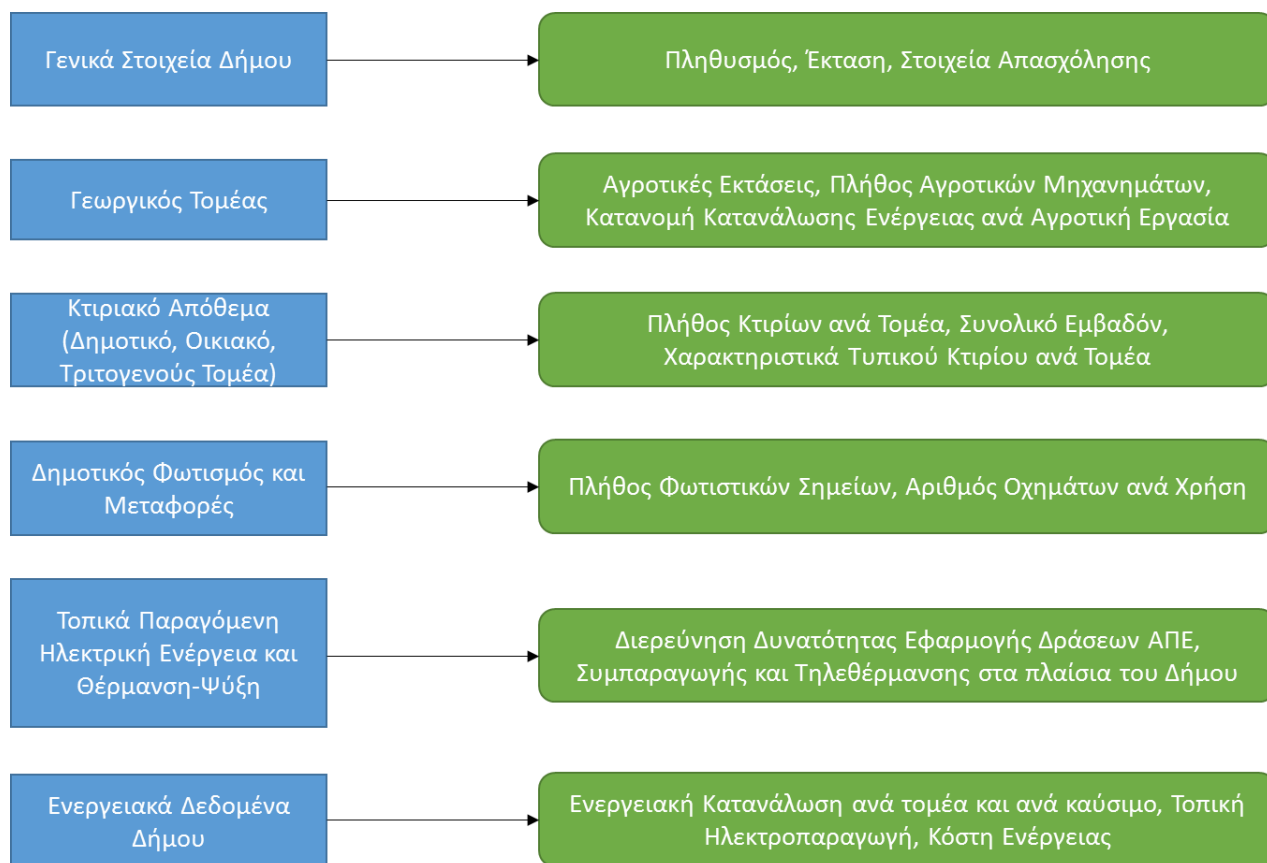 Γενικά Στοιχεία Δήμου
Πληθυσμός, Έκταση, Στοιχεία Απασχόλησης
Γεωργικός Τομέας
Αγροτικές Εκτάσεις, Πλήθος Αγροτικών Μηχανημάτων,
Κατανομή Κατανάλωσης Ενέργειας ανά Αγροτική Εργασία
Κτιριακό Απόθεμα
(Δημοτικό, Οικιακό,
Τριτογενούς Τομέα)
Πλήθος Κτιρίων ανά Τομέα, Συνολικό Εμβαδόν,
Χαρακτηριστικά Τυπικού Κτιρίου ανά Τομέα
Δημοτικός Φωτισμός και
Μεταφορές
Πλήθος Φωτιστικών Σημείων, Αριθμός Οχημάτων ανά Χρήση
Τοπικά Παραγόμενη
Ηλεκτρική Ενέργεια και
Θέρμανση-Ψύξη
Διερεύνηση Δυνατότητας Εφαρμογής Δράσεων ΑΠΕ,
Συμπαραγωγής και Τηλεθέρμανσης στα πλαίσια του Δήμου
Ενεργειακά Δεδομένα
Δήμου
Ενεργειακή Κατανάλωση ανά τομέα και ανά καύσιμο, Τοπική
Ηλεκτροπαραγωγή, Κόστη Ενέργειας